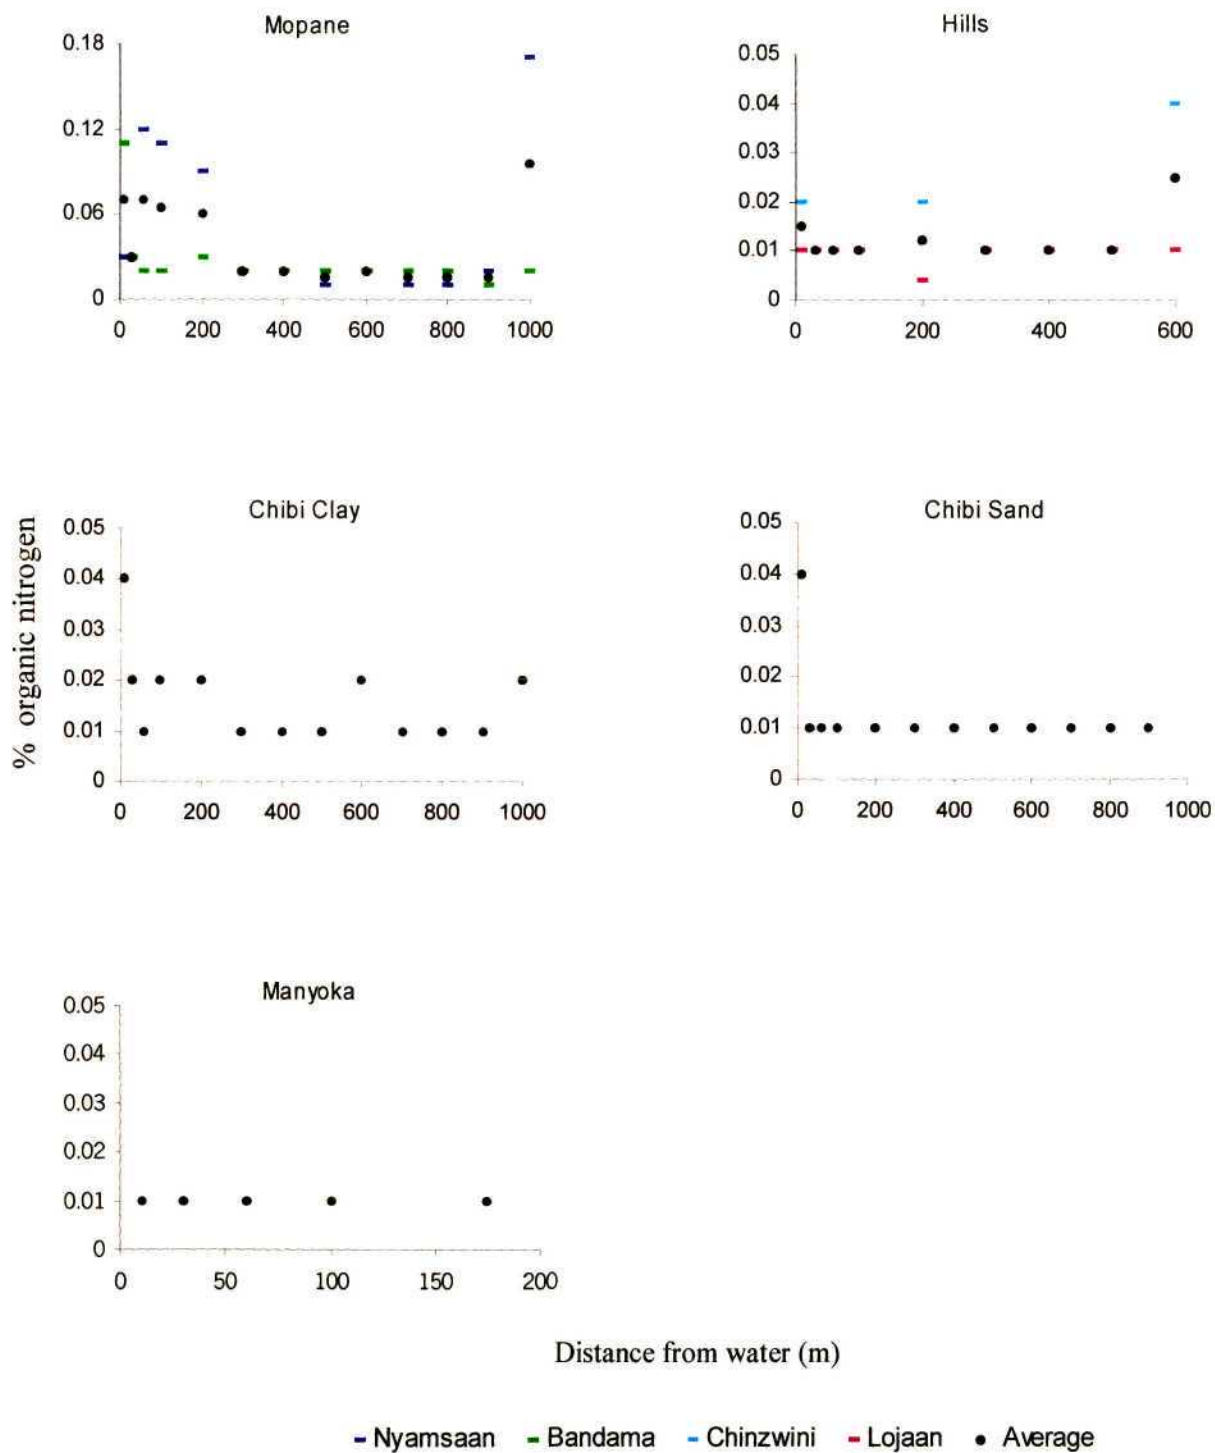 Mopane
0.18
0.12
0.06
0
0 200 400 600 800 1000
Hills
0.05
0.04
0.03
0.02
0.01
0
0 200 400 600
% organic nitrogen
Chibi Clay
0.05
0.04
0.03
0.02
0.01
0
0 200 400 600 800 1000
Chibi Sand
0.05
0.04
0.03
0.02
0.01
0
0 200 400 600 800 1000
Manyoka
0.05
0.04
0.03
0.02
0.01
0
0 50 100 150 200
Distance from water (m)
Nyamsaan Bandama Chinzwini Lojaan Average